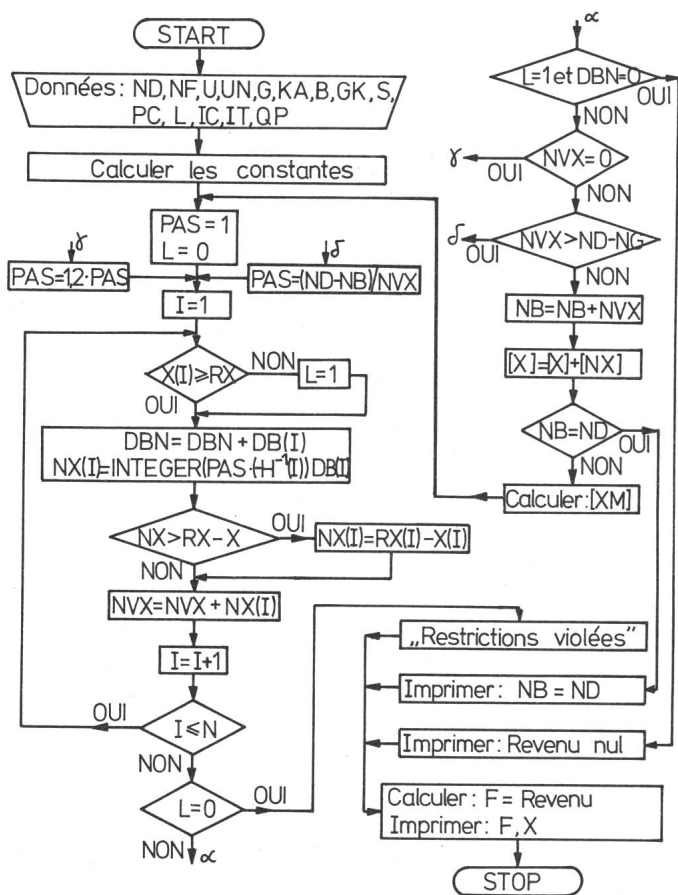 START
Données: ND, NF, U, UN, G, KA, B, GK, S,
PC, L, IC, IT, QP
Calculer les constantes
PAS = 1
L = 0
γ
PAS=1,2·PAS
δ
PAS=(ND-NB)/NVX
I=1
X(I)⩾RX
NON
L=1
OUI
DBN = DBN + DB(I)
NX(I)=INTEGER(PAS·(-H⁻¹(I))DB(I)
NX>RX-X
OUI
NX(I)=RX(I)-X(I)
NON
NVX=NVX + NX(I)
I=I+1
OUI
I⩽N
NON
L=0
OUI
NON
α
α
L=1 et DBN=0
OUI
NON
NVX=0
γ
OUI
NON
NVX>ND-NG
δ
OUI
NON
NB=NB+NVX
[X]=[X]+[NX]
NB=ND
OUI
NON
Calculer:[XM]
„Restrictions violées"
Imprimer: NB = ND
Imprimer: Revenu nul
Calculer: F = Revenu
Imprimer: F, X
STOP